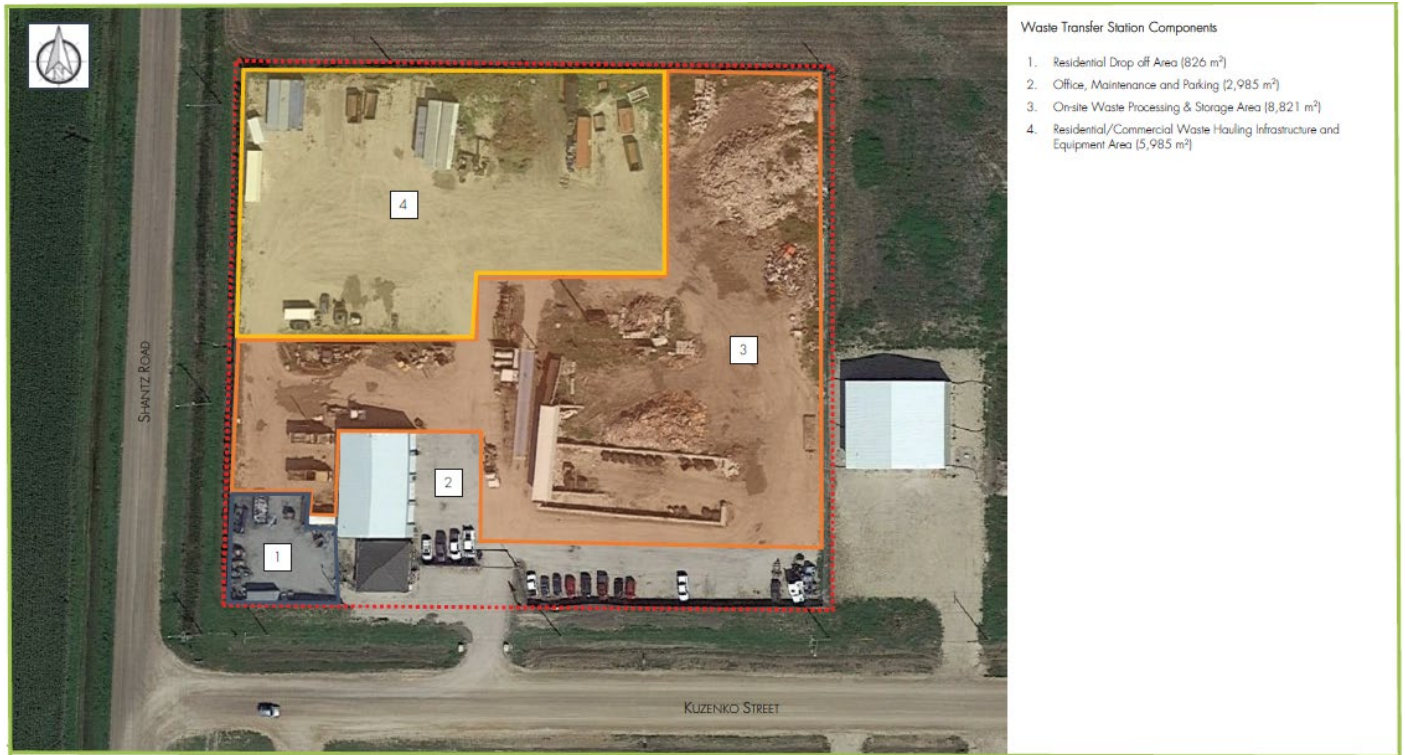 Waste Transfer Station Components
1. Residential Drop off Area (826 m²)
2. Office, Maintenance and Parking (2,985 m²)
3. On-site Waste Processing & Storage Area (8,821 m²)
4. Residential/Commercial Waste Hauling Infrastructure and
Equipment Area (5,985 m²)
4
3
2
1
SHANTZ ROAD
KUZENKO STREET